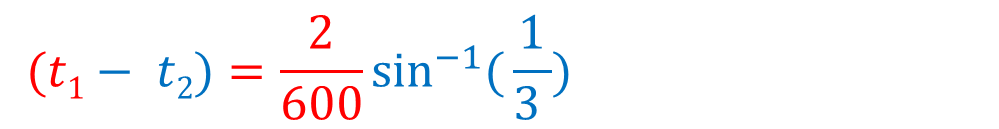 (t₁ − t₂) = 2/600 sin⁻¹(1/3)